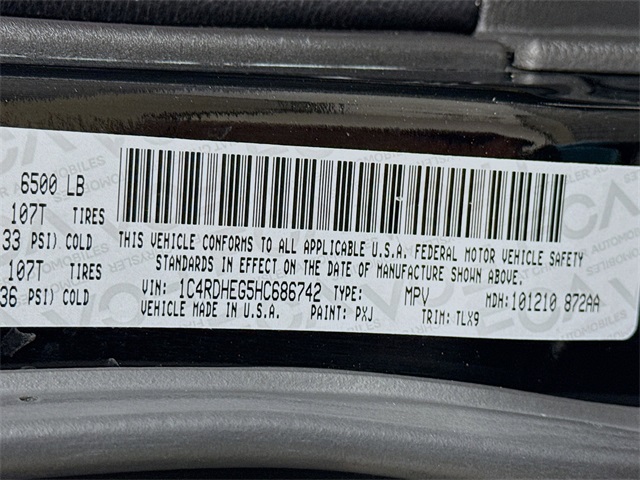 6500 LB
107T TIRES
33 PSI) COLD
107T TIRES
36 PSI) COLD
THIS VEHICLE CONFORMS TO ALL APPLICABLE U.S.A. FEDERAL MOTOR VEHICLE SAFETY
STANDARDS IN EFFECT ON THE DATE OF MANUFACTURE SHOWN ABOVE.
VIN: 1C4RDHEG5HC686742 TYPE: MPV MDH: 101210 872AA
VEHICLE MADE IN U.S.A. PAINT: PXJ TRIM: TLX9